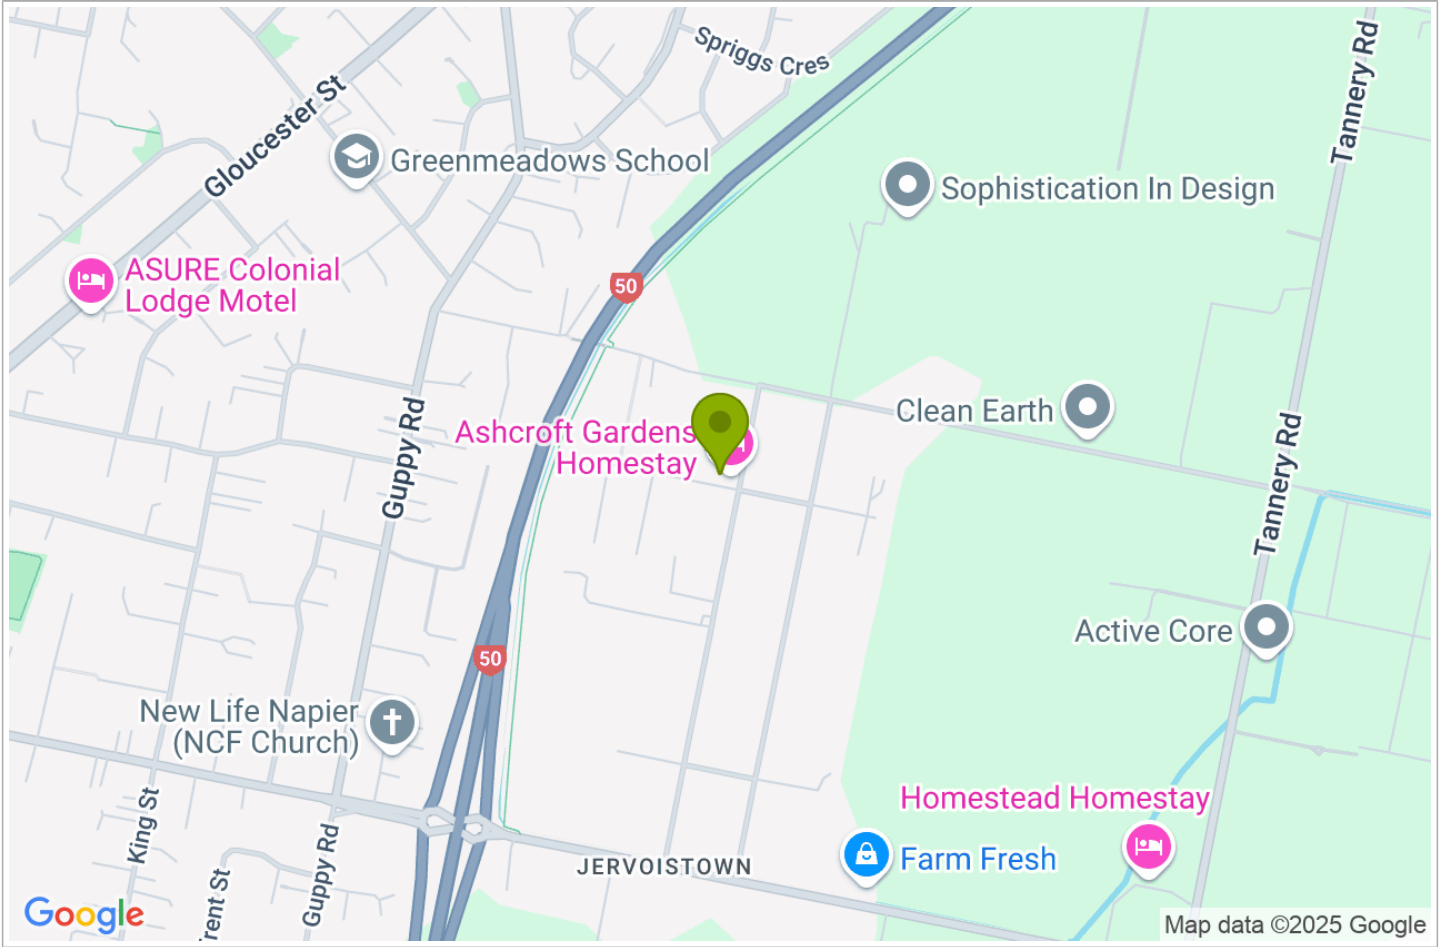 Spriggs Cres
Tannery Rd
Gloucester St
Greenmeadows School
Sophistication In Design
ASURE Colonial
Lodge Motel
50
Guppy Rd
Ashcroft Gardens
Homestay
Clean Earth
Tannery Rd
Active Core
50
New Life Napier
(NCF Church)
Homestead Homestay
King St
Guppy Rd
JERVOISTOWN
Farm Fresh
Trent St
Google
Map data ©2025 Google